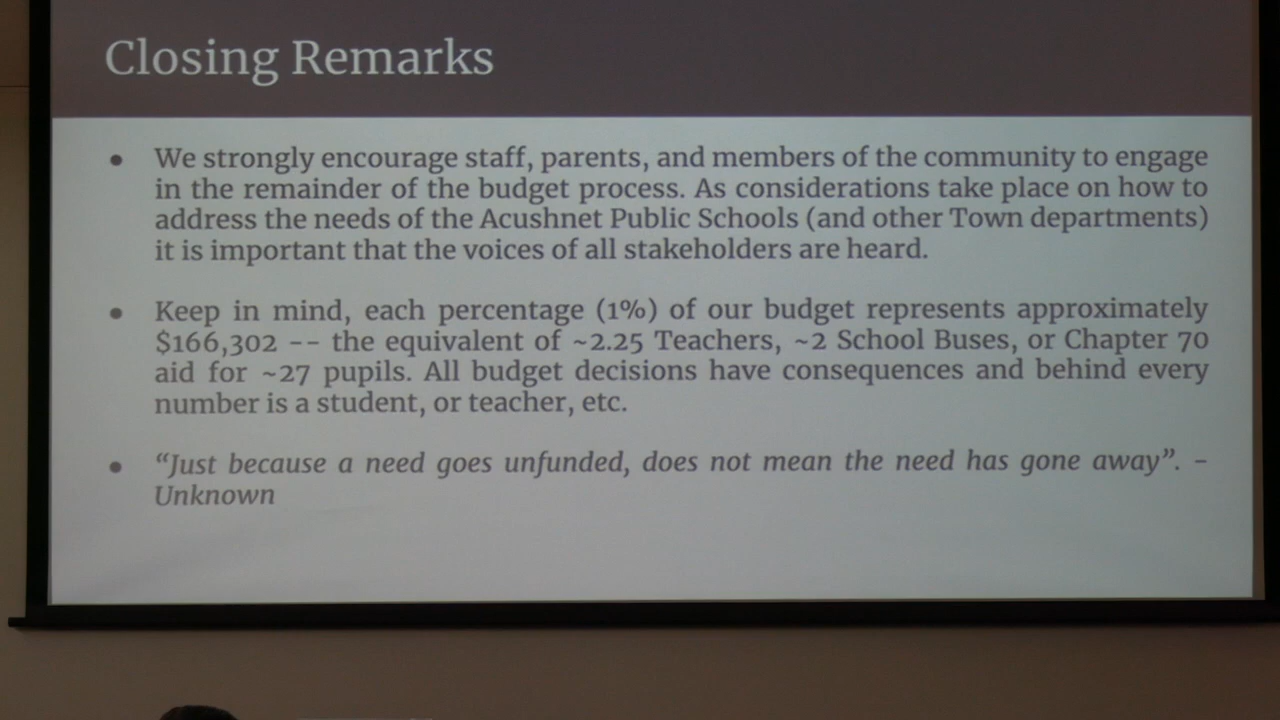 Closing Remarks
• We strongly encourage staff, parents, and members of the community to engage
in the remainder of the budget process. As considerations take place on how to
address the needs of the Acushnet Public Schools (and other Town departments)
it is important that the voices of all stakeholders are heard.
• Keep in mind, each percentage (1%) of our budget represents approximately
$166,302 -- the equivalent of ~2.25 Teachers, ~2 School Buses, or Chapter 70
aid for ~27 pupils. All budget decisions have consequences and behind every
number is a student, or teacher, etc.
• “Just because a need goes unfunded, does not mean the need has gone away”. -
Unknown